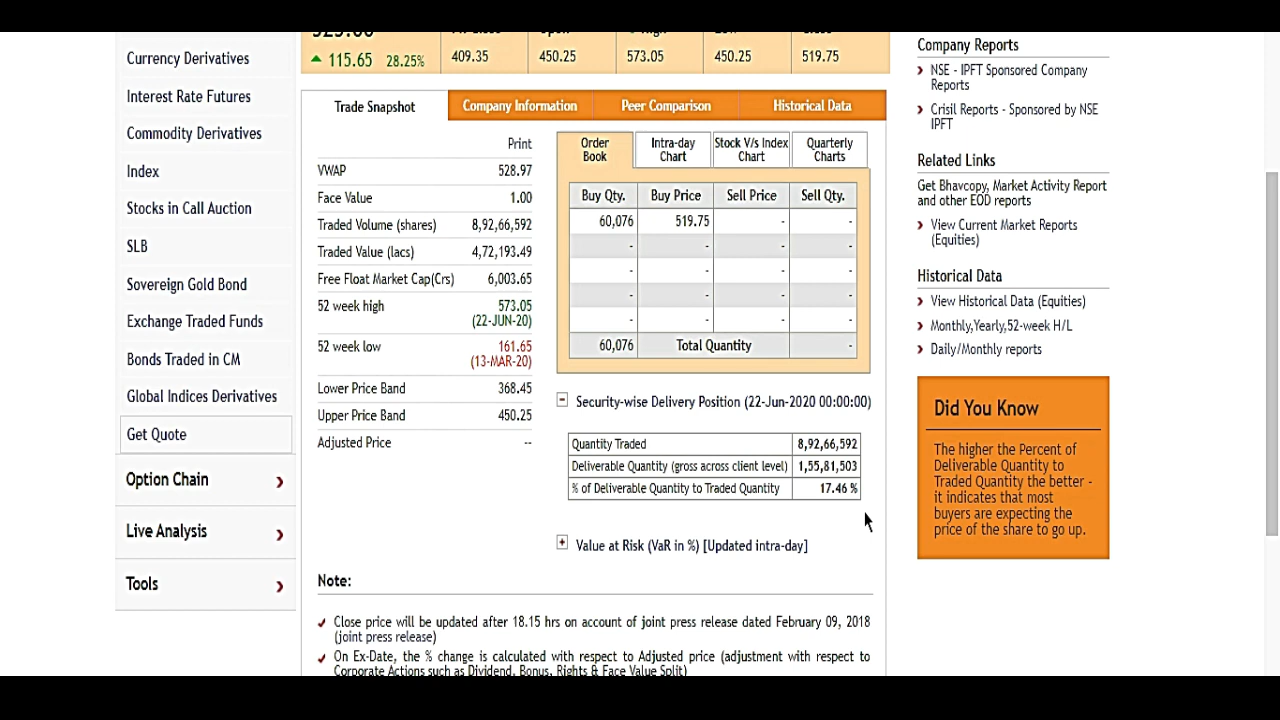 Currency Derivatives
Interest Rate Futures
Commodity Derivatives
Index
Stocks in Call Auction
SLB
Sovereign Gold Bond
Exchange Traded Funds
Bonds Traded in CM
Global Indices Derivatives
Get Quote
Option Chain
Live Analysis
Tools
115.65 28.25%
409.35
450.25
573.05
450.25
519.75
Trade Snapshot
Company Information
Peer Comparison
Historical Data
Print
VWAP 528.97
Face Value 1.00
Traded Volume (shares) 8,92,66,592
Traded Value (lacs) 4,72,193.49
Free Float Market Cap(Crs) 6,003.65
52 week high 573.05
(22-JUN-20)
52 week low 161.65
(13-MAR-20)
Lower Price Band 368.45
Upper Price Band 450.25
Adjusted Price --
Order
Book
Intra-day
Chart
Stock V/s Index
Chart
Quarterly
Charts
Buy Qty. Buy Price Sell Price Sell Qty.
60,076 519.75 - -
- - - -
- - - -
- - - -
- - - -
60,076 Total Quantity -
Security-wise Delivery Position (22-Jun-2020 00:00:00)
Quantity Traded 8,92,66,592
Deliverable Quantity (gross across client level) 1,55,81,503
% of Deliverable Quantity to Traded Quantity 17.46 %
Value at Risk (VaR in %) [Updated intra-day]
Note:
Close price will be updated after 18.15 hrs on account of joint press release dated February 09, 2018
(joint press release)
On Ex-Date, the % change is calculated with respect to Adjusted price (adjustment with respect to
Corporate Actions such as Dividend, Bonus, Rights & Face Value Split)
Company Reports
NSE - IPFT Sponsored Company
Reports
Crisil Reports - Sponsored by NSE
IPFT
Related Links
Get Bhavcopy, Market Activity Report
and other EOD reports
View Current Market Reports
(Equities)
Historical Data
View Historical Data (Equities)
Monthly,Yearly,52-week H/L
Daily/Monthly reports
Did You Know
The higher the Percent of
Deliverable Quantity to
Traded Quantity the better -
it indicates that most
buyers are expecting the
price of the share to go up.